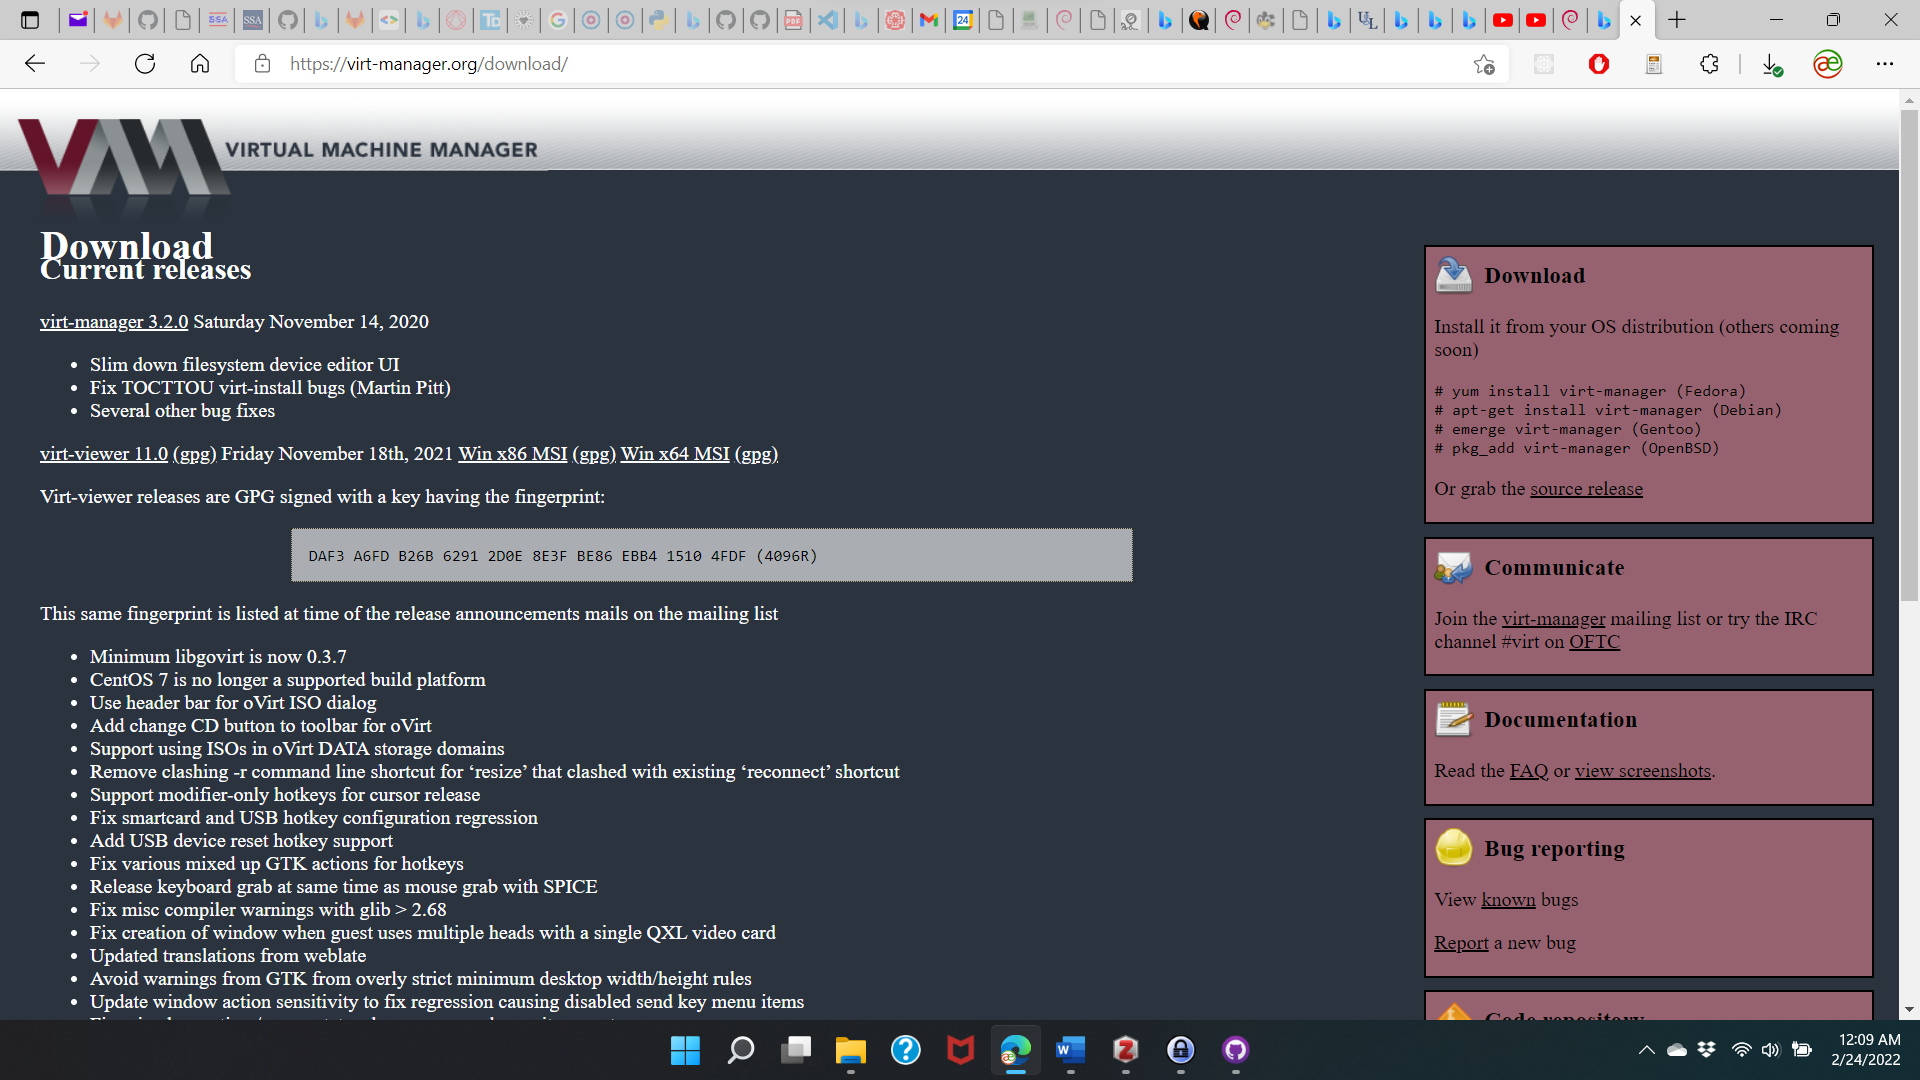 https://virt-manager.org/download/
VM VIRTUAL MACHINE MANAGER
Download
Current releases
virt-manager 3.2.0 Saturday November 14, 2020
• Slim down filesystem device editor UI
• Fix TOCTTOU virt-install bugs (Martin Pitt)
• Several other bug fixes
virt-viewer 11.0 (gpg) Friday November 18th, 2021 Win x86 MSI (gpg) Win x64 MSI (gpg)
Virt-viewer releases are GPG signed with a key having the fingerprint:
DAF3 A6FD B26B 6291 2D0E 8E3F BE86 EBB4 1510 4FDF (4096R)
This same fingerprint is listed at time of the release announcements mails on the mailing list
• Minimum libgovirt is now 0.3.7
• CentOS 7 is no longer a supported build platform
• Use header bar for oVirt ISO dialog
• Add change CD button to toolbar for oVirt
• Support using ISOs in oVirt DATA storage domains
• Remove clashing -r command line shortcut for ‘resize’ that clashed with existing ‘reconnect’ shortcut
• Support modifier-only hotkeys for cursor release
• Fix smartcard and USB hotkey configuration regression
• Add USB device reset hotkey support
• Fix various mixed up GTK actions for hotkeys
• Release keyboard grab at same time as mouse grab with SPICE
• Fix misc compiler warnings with glib > 2.68
• Fix creation of window when guest uses multiple heads with a single QXL video card
• Updated translations from weblate
• Avoid warnings from GTK from overly strict minimum desktop width/height rules
• Update window action sensitivity to fix regression causing disabled send key menu items
Download
Install it from your OS distribution (others coming
soon)
# yum install virt-manager (Fedora)
# apt-get install virt-manager (Debian)
# emerge virt-manager (Gentoo)
# pkg_add virt-manager (OpenBSD)
Or grab the source release
Communicate
Join the virt-manager mailing list or try the IRC
channel #virt on OFTC
Documentation
Read the FAQ or view screenshots.
Bug reporting
View known bugs
Report a new bug
Code repository
12:09 AM
2/24/2022